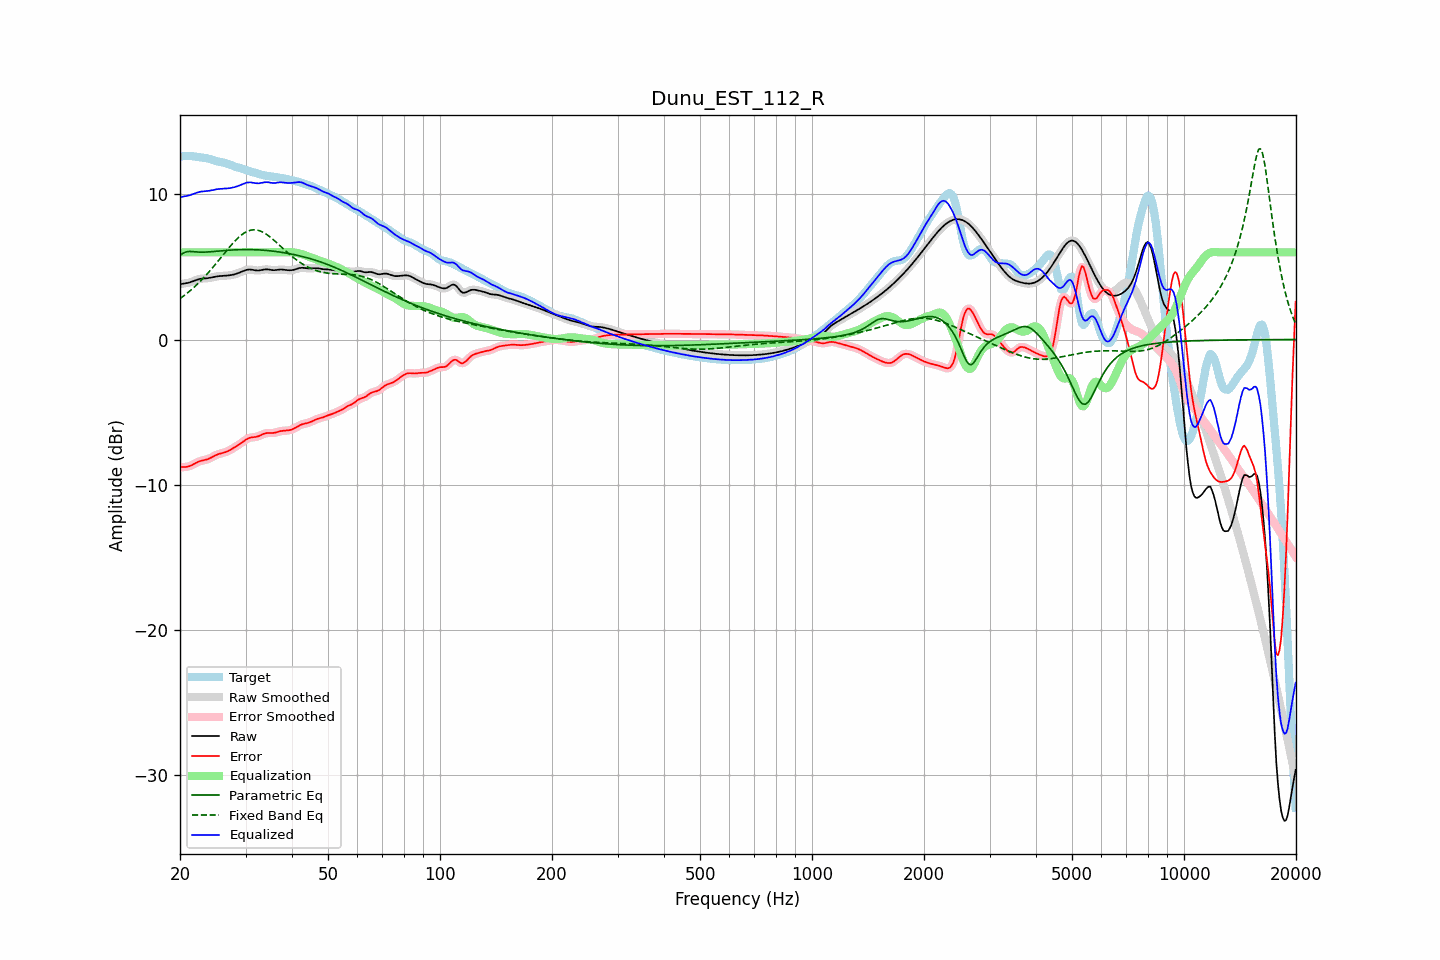 Dunu_EST_112_R
Amplitude (dBr)
10
0
−10
−20
−30
Target
Raw Smoothed
Error Smoothed
Raw
Error
Equalization
Parametric Eq
Fixed Band Eq
Equalized
20 50 100 200 500 1000 2000 5000 10000 20000
Frequency (Hz)